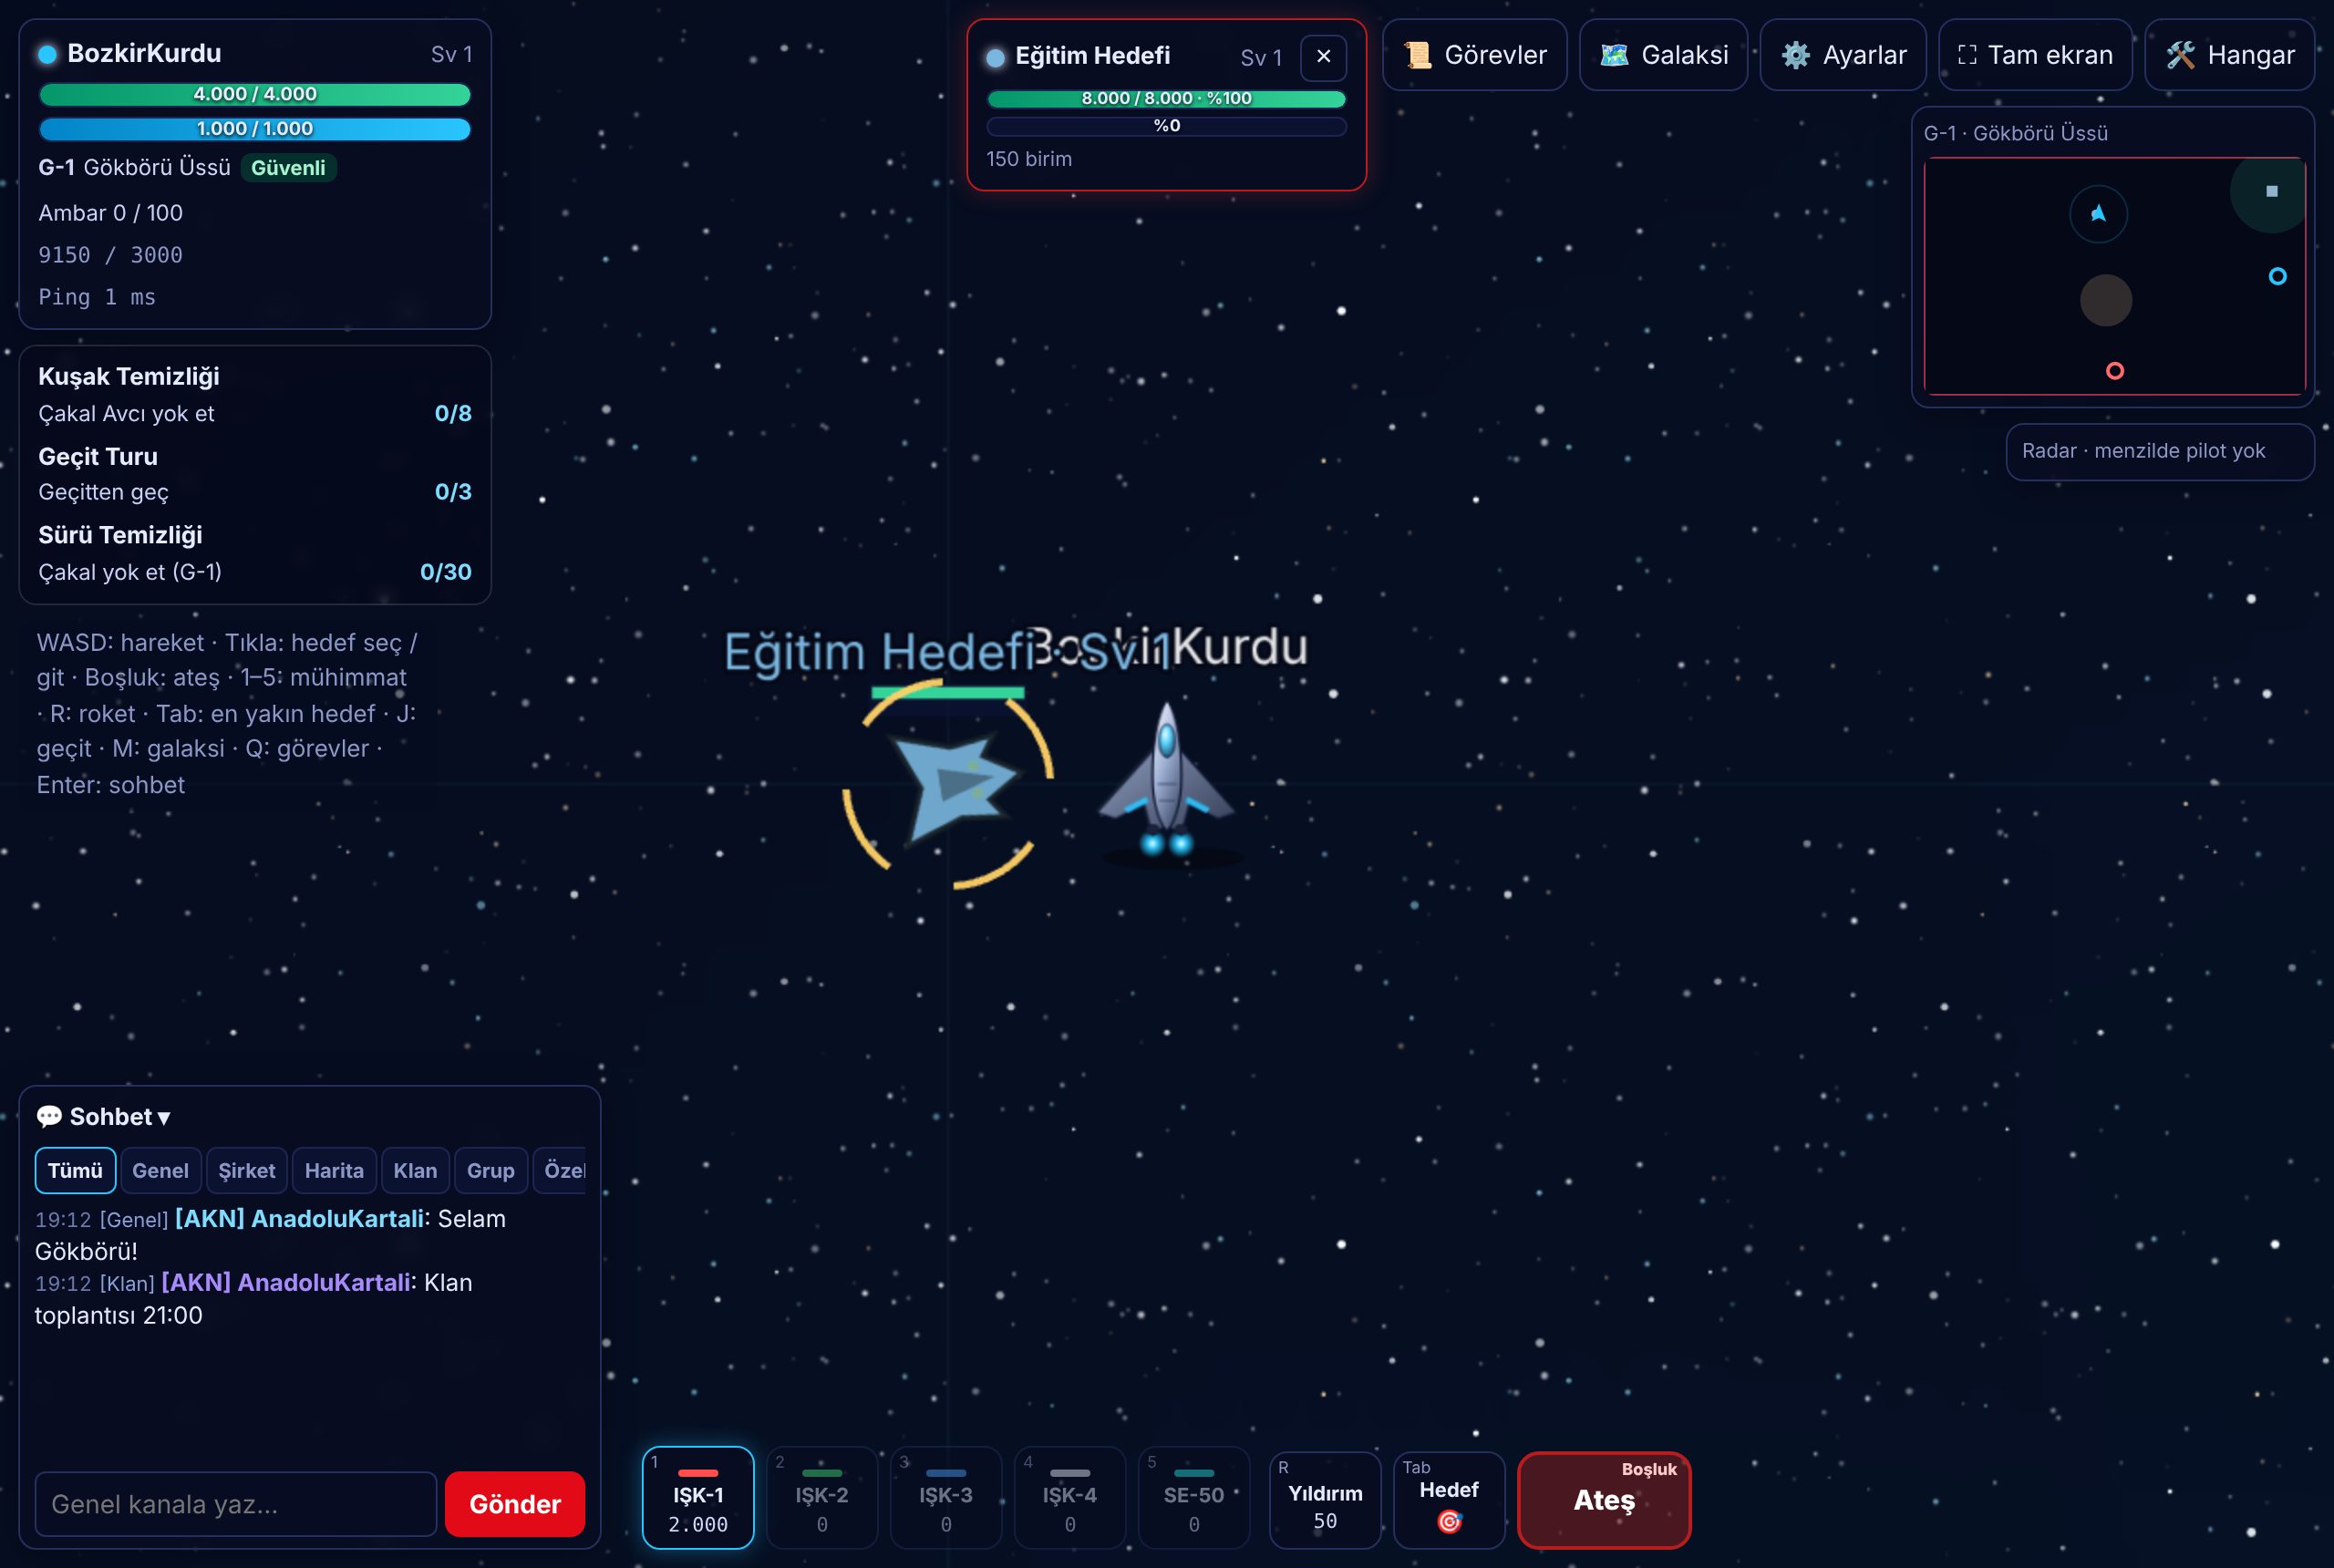 BozkirKurdu Sv 1
4.000 / 4.000
1.000 / 1.000
G-1 Gökbörü Üssü Güvenli
Ambar 0 / 100
9150 / 3000
Ping 1 ms
Kuşak Temizliği
Çakal Avcı yok et 0/8
Geçit Turu
Geçitten geç 0/3
Sürü Temizliği
Çakal yok et (G-1) 0/30
WASD: hareket · Tıkla: hedef seç /
git · Boşluk: ateş · 1–5: mühimmat
· R: roket · Tab: en yakın hedef · J:
geçit · M: galaksi · Q: görevler ·
Enter: sohbet
Eğitim Hedefi Sv 1 ✕
8.000 / 8.000 · %100
%0
150 birim
Görevler
Galaksi
Ayarlar
Tam ekran
Hangar
G-1 · Gökbörü Üssü
Radar · menzilde pilot yok
Eğitim Hedefi · Sv 1
BozkirKurdu
Sohbet ▾
Tümü Genel Şirket Harita Klan Grup Özel
19:12 [Genel] [AKN] AnadoluKartali: Selam
Gökbörü!
19:12 [Klan] [AKN] AnadoluKartali: Klan
toplantısı 21:00
Genel kanala yaz...
Gönder
1 IŞK-1 2.000
2 IŞK-2 0
3 IŞK-3 0
4 IŞK-4 0
5 SE-50 0
R Yıldırım 50
Tab Hedef
Boşluk Ateş